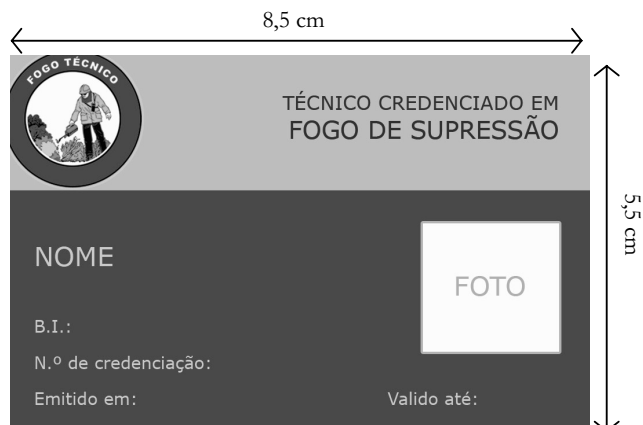 8,5 cm
FOGO TÉCNICO
TÉCNICO CREDENCIADO EM
FOGO DE SUPRESSÃO
5,5 cm
NOME
FOTO
B.I.:
N.º de credenciação:
Emitido em:
Valido até: